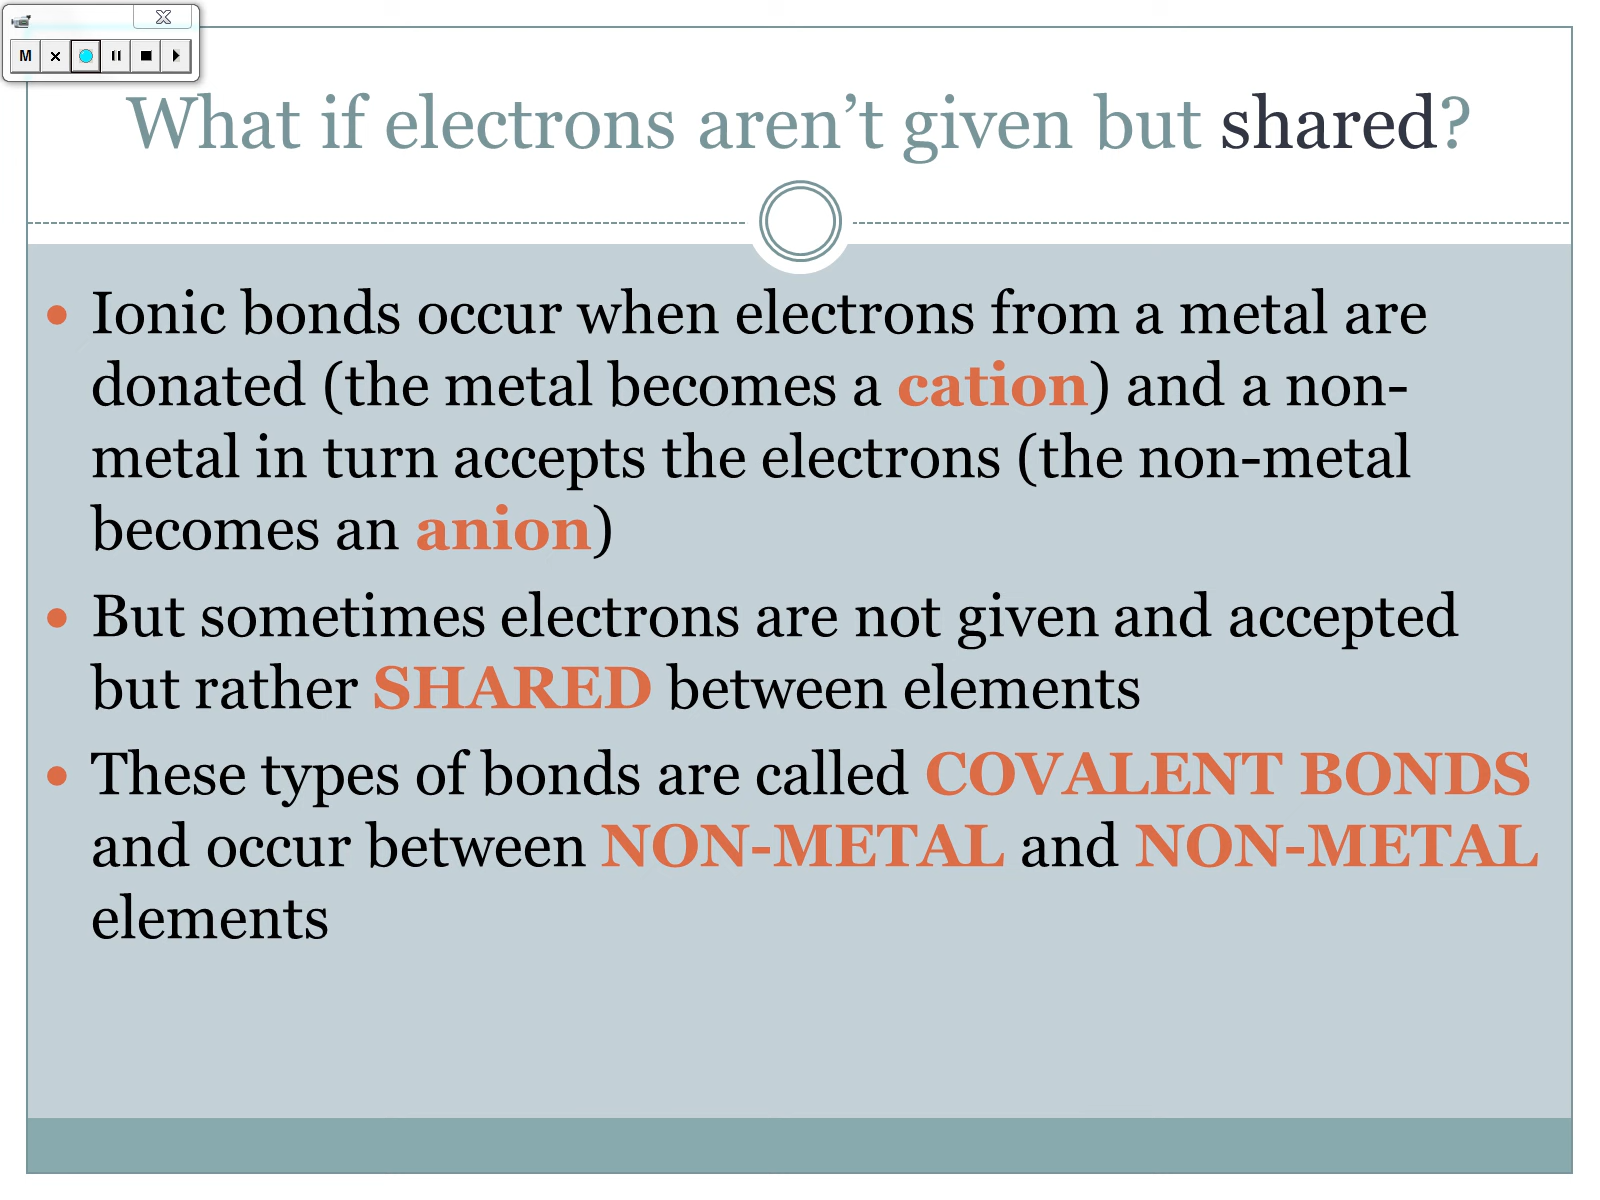 M
What if electrons aren’t given but shared?
• Ionic bonds occur when electrons from a metal are
donated (the metal becomes a cation) and a non-
metal in turn accepts the electrons (the non-metal
becomes an anion)
• But sometimes electrons are not given and accepted
but rather SHARED between elements
• These types of bonds are called COVALENT BONDS
and occur between NON-METAL and NON-METAL
elements